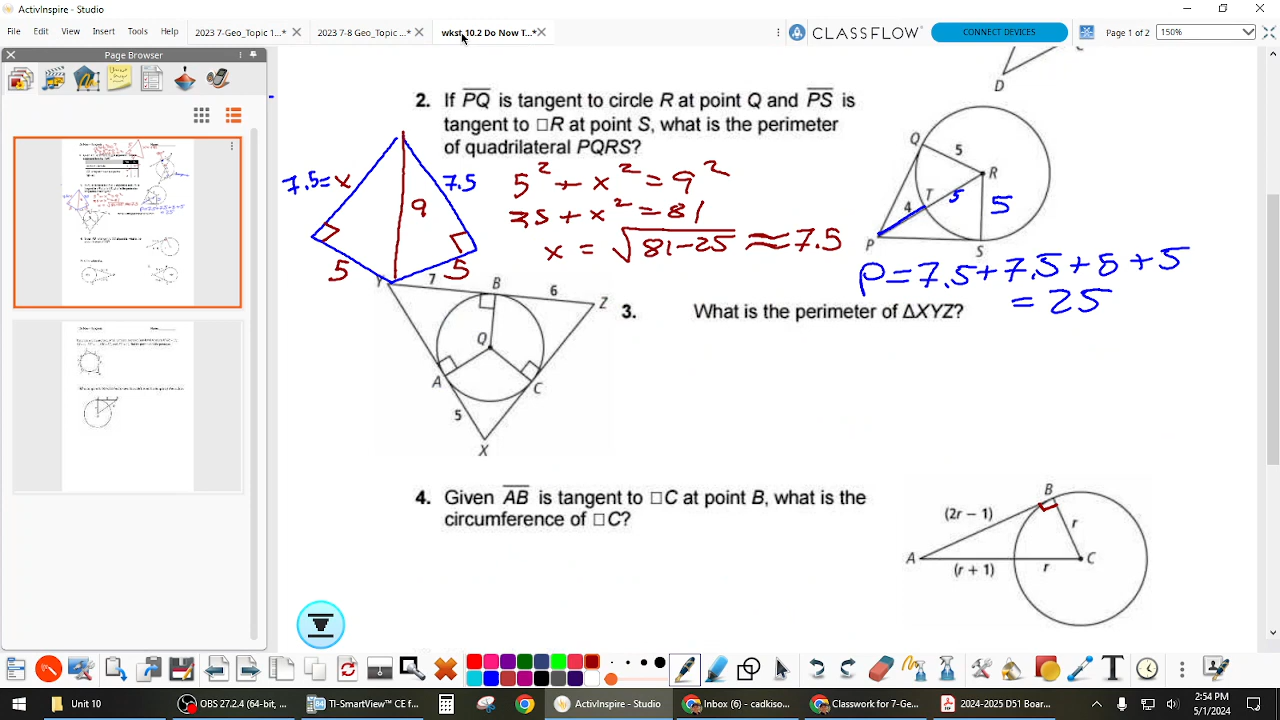 ActivInspire - Studio
File Edit View Insert Tools Help
2023 7-Geo_Topic_1...*
2023 7-8 Geo_Topic ...*
wkst 10.2 Do Now T...*
CLASSFLOW
CONNECT DEVICES
Page 1 of 2
150%
Page Browser
D
2. If PQ is tangent to circle R at point Q and PS is
tangent to □R at point S, what is the perimeter
of quadrilateral PQRS?
7.5=x
7.5
9
5
5
5² + x² = 9²
25 + x² = 81
x = √81-25 ≈ 7.5
Q
5
R
T
5
4
5
P
S
P=7.5+7.5+5+5
= 25
Y
7
B
6
Z
Q
A
C
5
X
3. What is the perimeter of ΔXYZ?
4. Given AB is tangent to □C at point B, what is the
circumference of □C?
B
(2r − 1)
r
A
C
(r + 1)
r
Unit 10
OBS 27.2.4 (64-bit, ...
TI-SmartView™ CE F...
ActivInspire - Studio
Inbox (6) - cadkiso...
Classwork for 7-Ge...
2024-2025 D51 Boar...
2:54 PM
5/1/2024